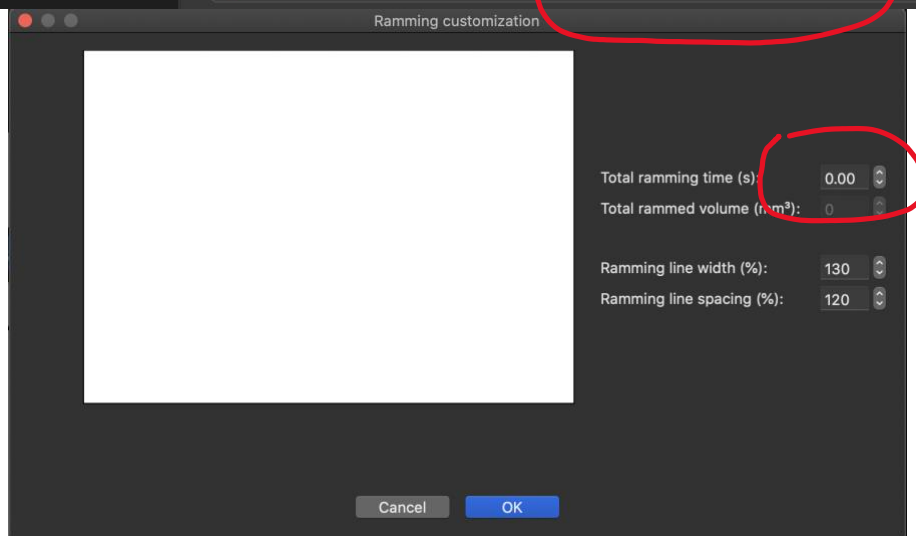 Ramming customization
Total ramming time (s): 0.00
Total rammed volume (mm³): 0
Ramming line width (%): 130
Ramming line spacing (%): 120
Cancel OK